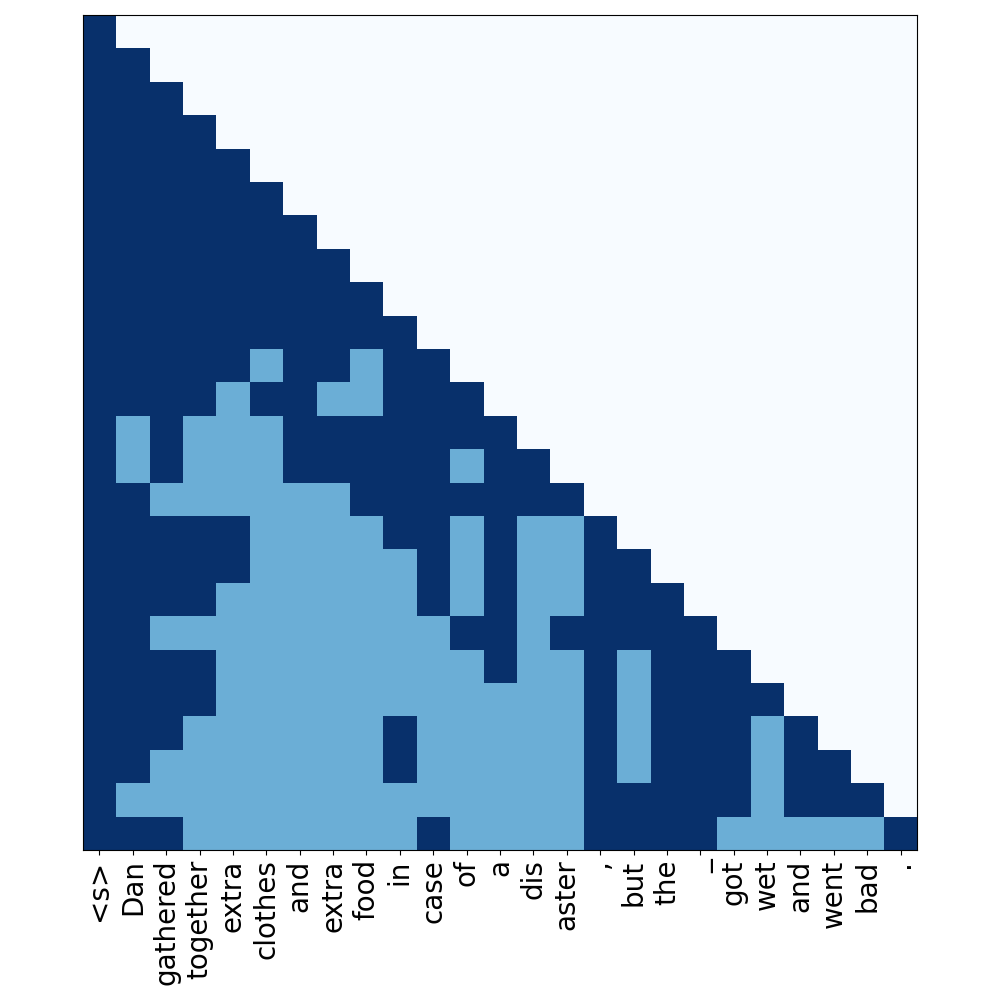 <s>
Dan
gathered
together
extra
clothes
and
extra
food
in
case
of
a
dis
aster
,
but
the
_
got
wet
and
went
bad
.